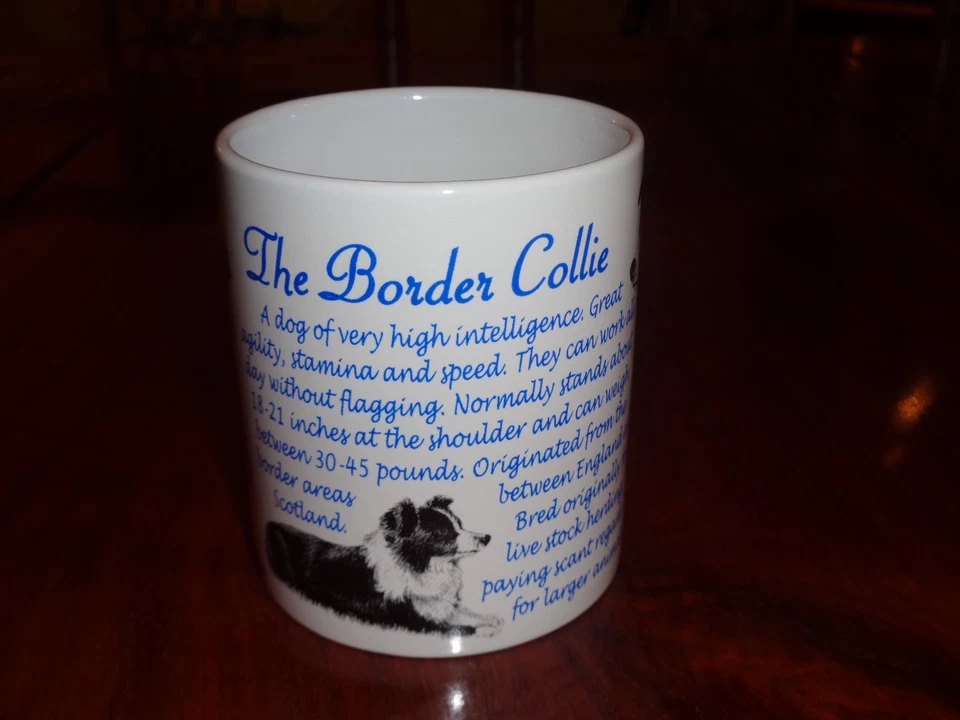 The Border Collie
A dog of very high intelligence. Great
agility, stamina and speed. They can work
day without flagging. Normally stands about
18-21 inches at the shoulder and can weigh
between 30-45 pounds. Originated from the
border areas between England
Scotland. Bred originally
live stock herding
paying scant
for larger